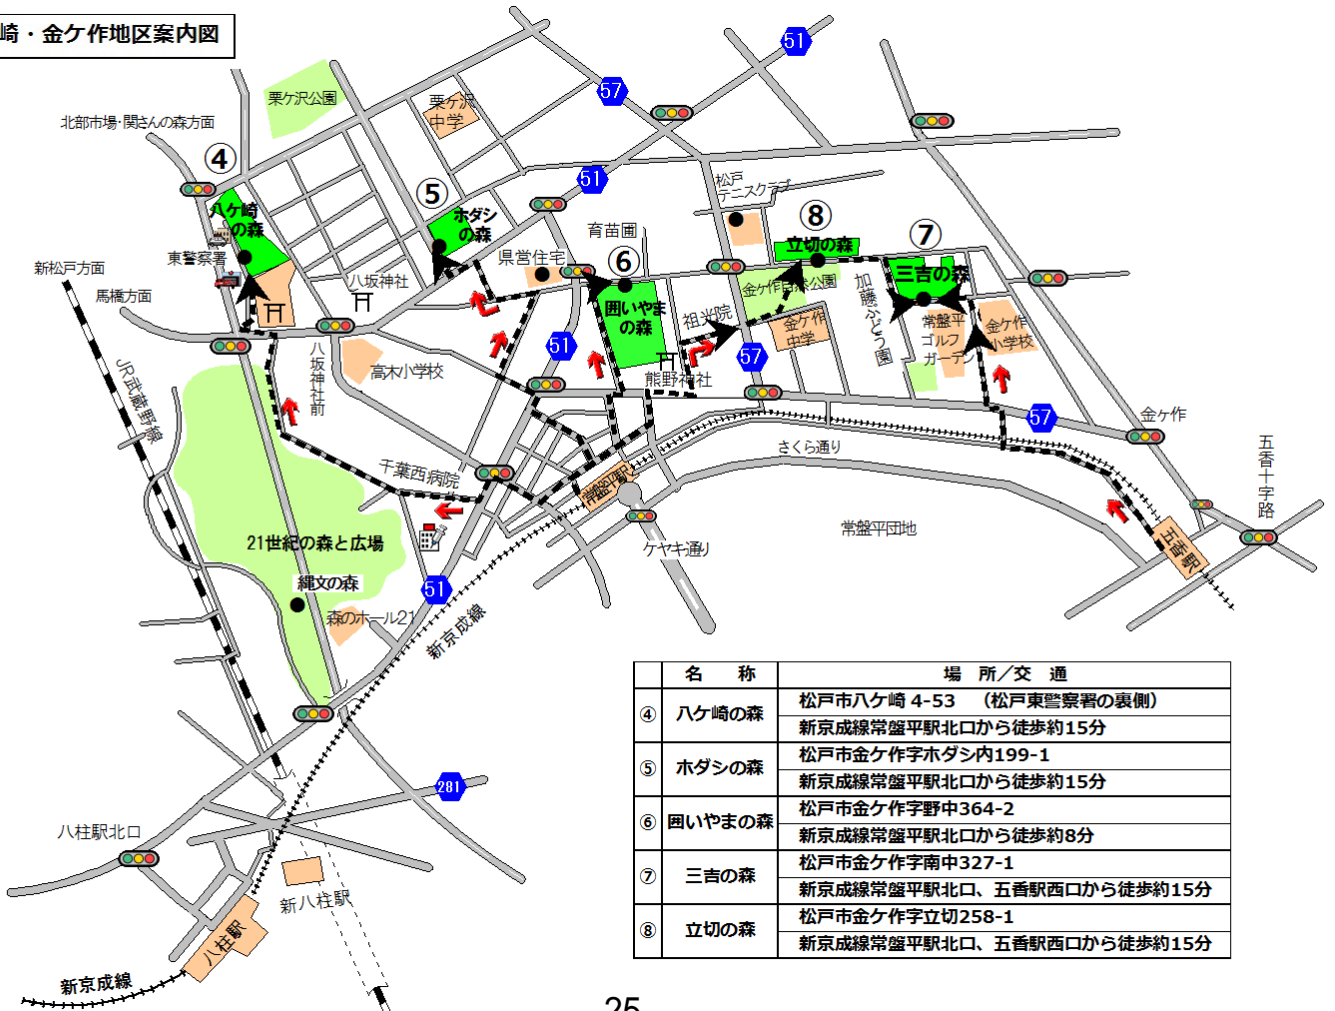 崎・金ケ作地区案内図
51
57
栗ケ沢公園
栗ケ沢
中学
北部市場・関さんの森方面
④
⑤
51
松戸
テニスクラブ
八ケ崎
の森
ホダシ
の森
育苗圃
⑧
立切の森
⑦
東警察署
県営住宅
⑥
新松戸方面
馬橋方面
八坂神社
囲いやま
の森
祖光院
金ケ作自然公園
加藤ぶどう園
三吉の森
金ケ作
中学
常盤平
ゴルフ
ガーデン
金ケ作
小学校
51
57
JR武蔵野線
八坂神社前
高木小学校
熊野神社
57
金ケ作
さくら通り
五香十字路
千葉西病院
常盤平駅
常盤平団地
五香駅
21世紀の森と広場
ケヤキ通り
縄文の森
51
森のホール21
新京成線
281
八柱駅北口
新八柱駅
八柱駅
新京成線
名　称
場　所／交　通
④
八ケ崎の森
松戸市八ケ崎 4-53　（松戸東警察署の裏側）
新京成線常盤平駅北口から徒歩約15分
⑤
ホダシの森
松戸市金ケ作字ホダシ内199-1
新京成線常盤平駅北口から徒歩約15分
⑥
囲いやまの森
松戸市金ケ作字野中364-2
新京成線常盤平駅北口から徒歩約8分
⑦
三吉の森
松戸市金ケ作字南中327-1
新京成線常盤平駅北口、五香駅西口から徒歩約15分
⑧
立切の森
松戸市金ケ作字立切258-1
新京成線常盤平駅北口、五香駅西口から徒歩約15分
25